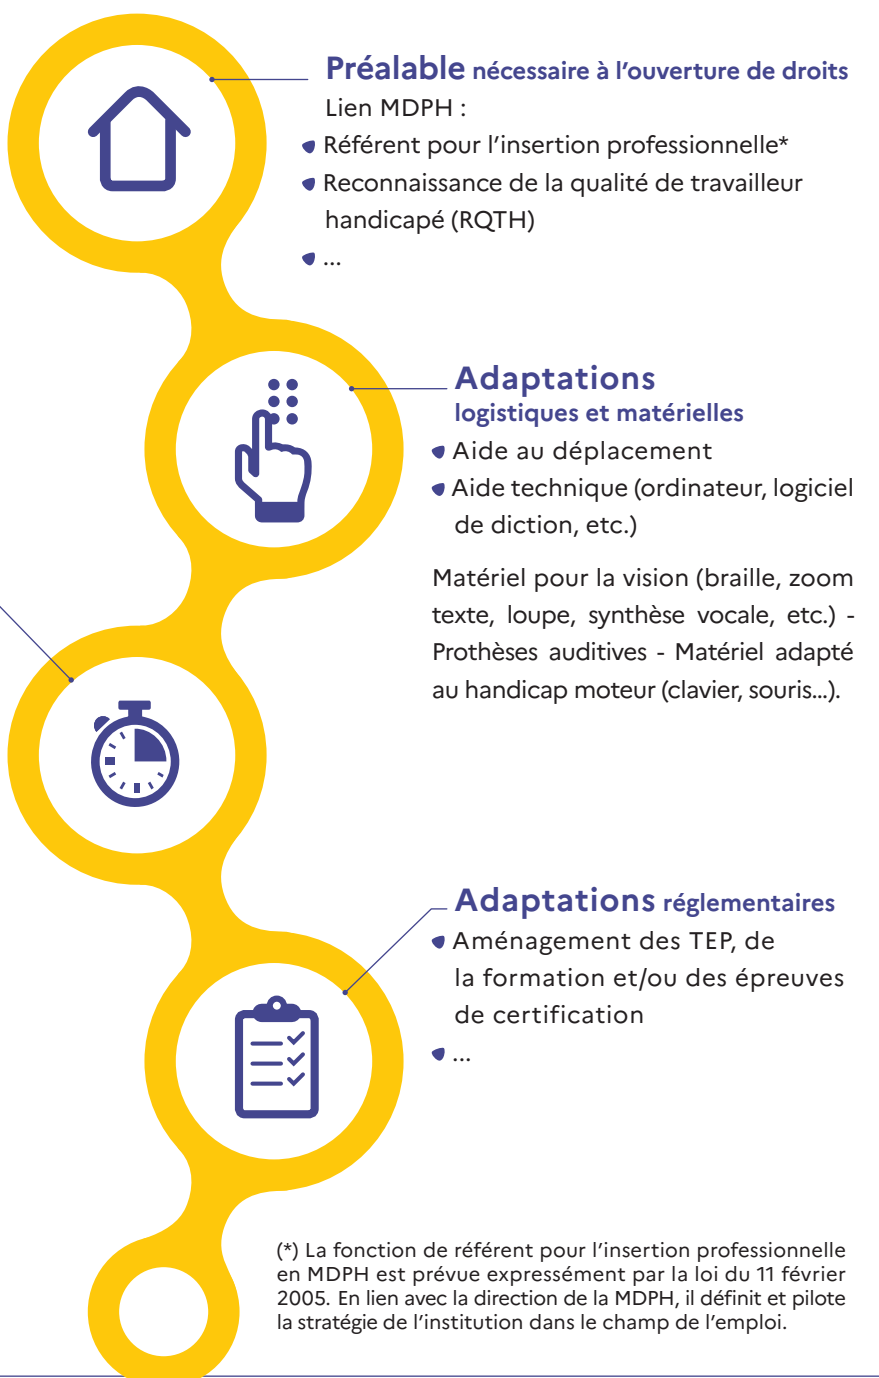 Préalable nécessaire à l’ouverture de droits
Lien MDPH :
Référent pour l’insertion professionnelle*
Reconnaissance de la qualité de travailleur
handicapé (RQTH)
...
Adaptations
logistiques et matérielles
Aide au déplacement
Aide technique (ordinateur, logiciel
de diction, etc.)
Matériel pour la vision (braille, zoom
texte, loupe, synthèse vocale, etc.) -
Prothèses auditives - Matériel adapté
au handicap moteur (clavier, souris...).
Adaptations réglementaires
Aménagement des TEP, de
la formation et/ou des épreuves
de certification
...
(*) La fonction de référent pour l’insertion professionnelle
en MDPH est prévue expressément par la loi du 11 février
2005. En lien avec la direction de la MDPH, il définit et pilote
la stratégie de l’institution dans le champ de l’emploi.